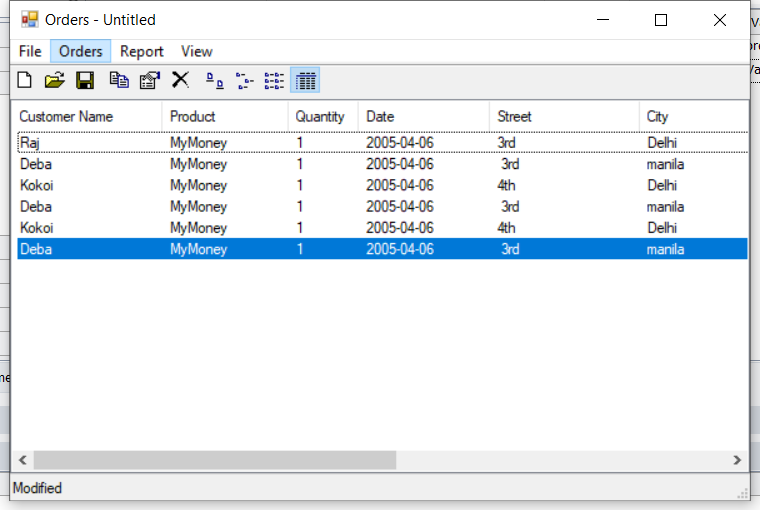 Orders - Untitled
File Orders Report View
Customer Name Product Quantity Date Street City
Raj MyMoney 1 2005-04-06 3rd Delhi
Deba MyMoney 1 2005-04-06 3rd manila
Kokoi MyMoney 1 2005-04-06 4th Delhi
Deba MyMoney 1 2005-04-06 3rd manila
Kokoi MyMoney 1 2005-04-06 4th Delhi
Deba MyMoney 1 2005-04-06 3rd manila
Modified